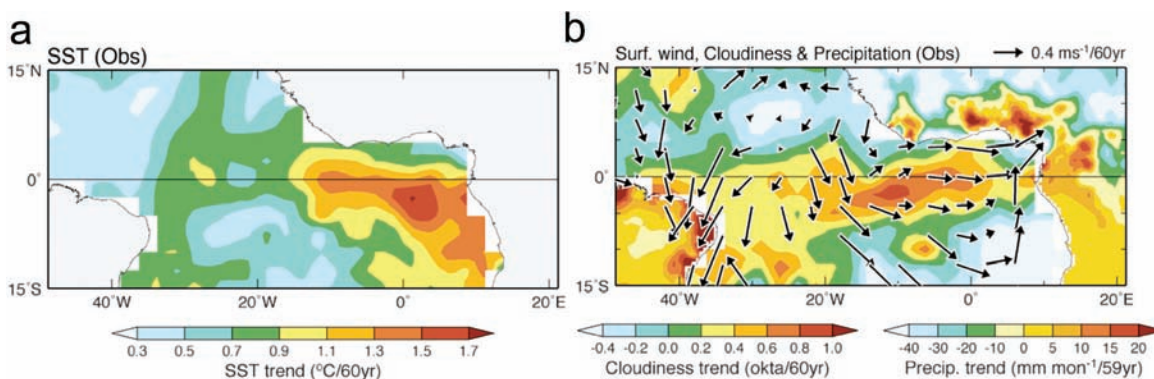 a
SST (Obs)
15°N
0°
15°S
40°W
20°W
0°
20°E
0.3 0.5 0.7 0.9 1.1 1.3 1.5 1.7
SST trend (°C/60yr)
b
Surf. wind, Cloudiness & Precipitation (Obs) 0.4 ms⁻¹/60yr
15°N
0°
15°S
40°W
20°W
0°
20°E
-0.4 -0.2 0.0 0.2 0.4 0.6 0.8 1.0
Cloudiness trend (okta/60yr)
-40 -30 -20 -10 0 5 10 15 20
Precip. trend (mm mon⁻¹/59yr)